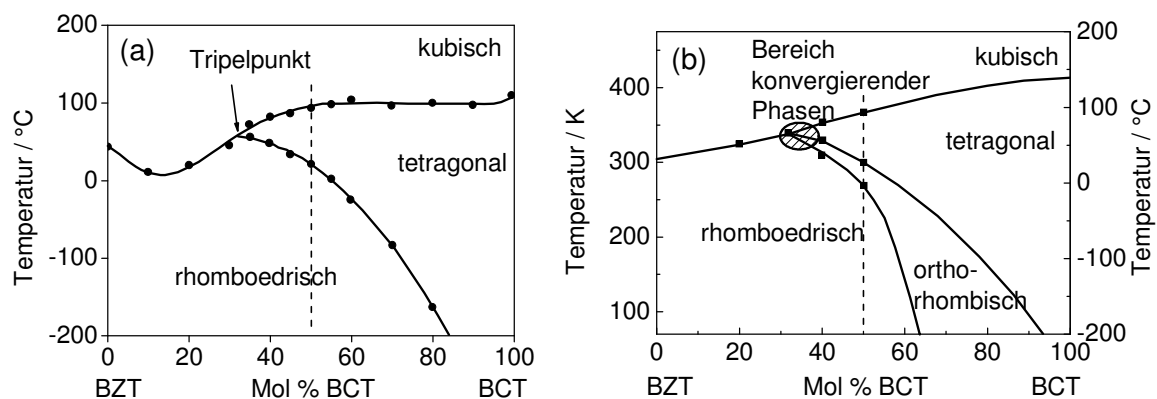 (a)
kubisch
Tripelpunkt
tetragonal
rhomboedrisch
Temperatur / °C
200
100
0
-100
-200
0 20 40 60 80 100
BZT Mol % BCT BCT
(b)
Bereich
konvergierender
Phasen
kubisch
tetragonal
rhomboedrisch
ortho-
rhombisch
Temperatur / K
400
300
200
100
Temperatur / °C
200
100
0
-100
-200
0 20 40 60 80 100
BZT Mol % BCT BCT